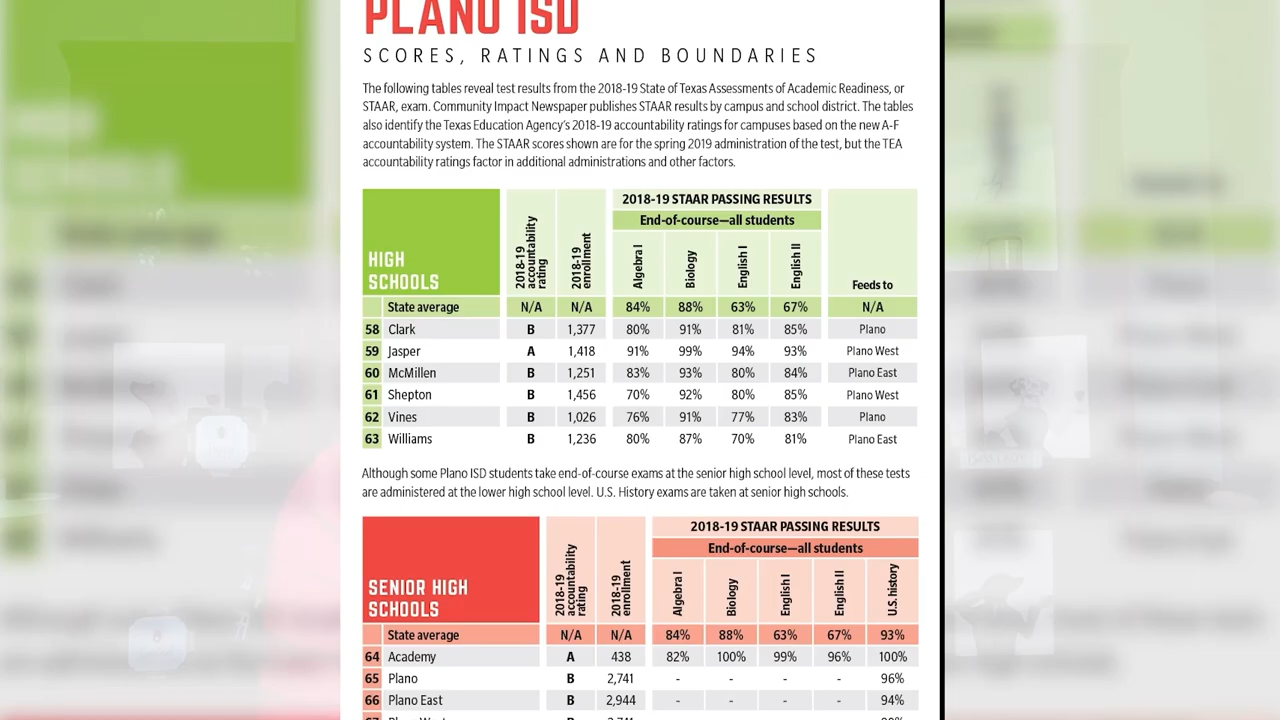 PLANO ISD
SCORES, RATINGS AND BOUNDARIES
The following tables reveal test results from the 2018-19 State of Texas Assessments of Academic Readiness, or
STAAR, exam. Community Impact Newspaper publishes STAAR results by campus and school district. The tables
also identify the Texas Education Agency's 2018-19 accountability ratings for campuses based on the new A-F
accountability system. The STAAR scores shown are for the spring 2019 administration of the test, but the TEA
accountability ratings factor in additional administrations and other factors.
HIGH SCHOOLS
2018-19 accountability rating
2018-19 enrollment
2018-19 STAAR PASSING RESULTS
End-of-course—all students
Algebra I
Biology
English I
English II
Feeds to
State average N/A N/A 84% 88% 63% 67% N/A
58 Clark B 1,377 80% 91% 81% 85% Plano
59 Jasper A 1,418 91% 99% 94% 93% Plano West
60 McMillen B 1,251 83% 93% 80% 84% Plano East
61 Shepton B 1,456 70% 92% 80% 85% Plano West
62 Vines B 1,026 76% 91% 77% 83% Plano
63 Williams B 1,236 80% 87% 70% 81% Plano East
Although some Plano ISD students take end-of-course exams at the senior high school level, most of these tests
are administered at the lower high school level. U.S. History exams are taken at senior high schools.
SENIOR HIGH SCHOOLS
2018-19 accountability rating
2018-19 enrollment
2018-19 STAAR PASSING RESULTS
End-of-course—all students
Algebra I
Biology
English I
English II
U.S. history
State average N/A N/A 84% 88% 63% 67% 93%
64 Academy A 438 82% 100% 99% 96% 100%
65 Plano B 2,741 - - - - 96%
66 Plano East B 2,944 - - - - 94%